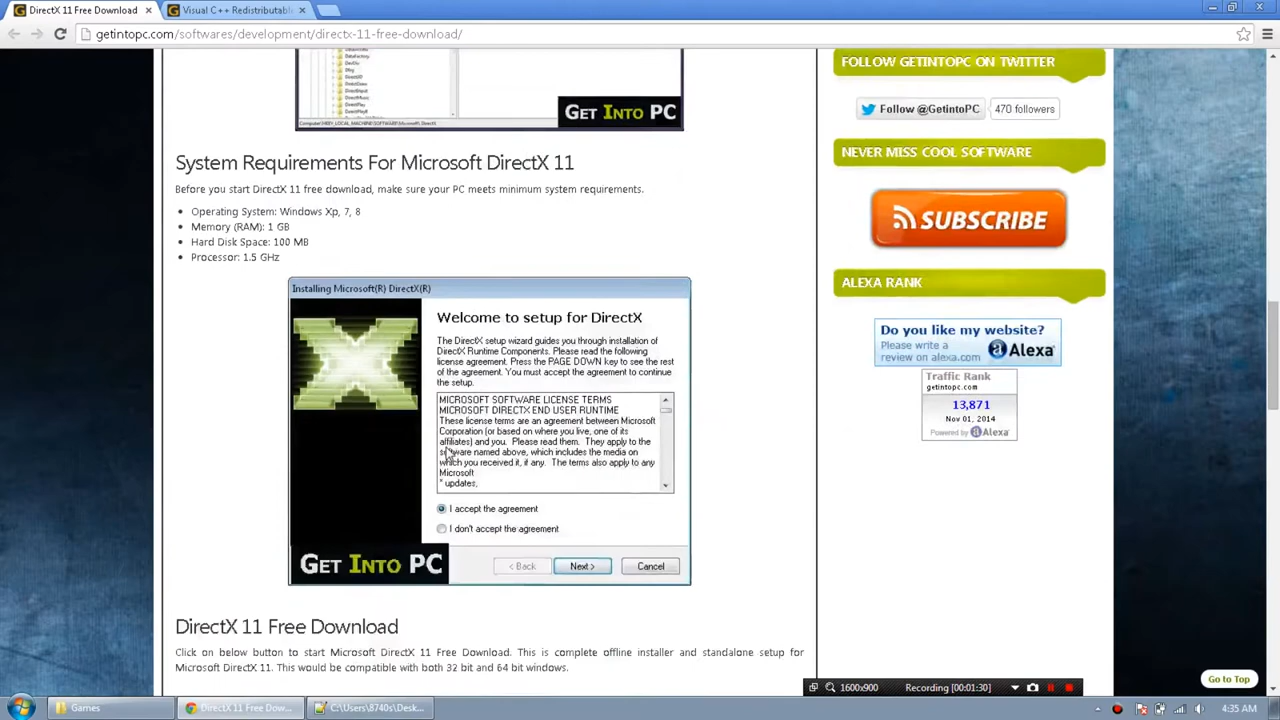 DirectX 11 Free Download
Visual C++ Redistributabl
getintopc.com/softwares/development/directx-11-free-download/
GET INTO PC
System Requirements For Microsoft DirectX 11
Before you start DirectX 11 free download, make sure your PC meets minimum system requirements.
Operating System: Windows Xp, 7, 8
Memory (RAM): 1 GB
Hard Disk Space: 100 MB
Processor: 1.5 GHz
Installing Microsoft(R) DirectX(R)
Welcome to setup for DirectX
The DirectX setup wizard guides you through installation of
DirectX Runtime Components. Please read the following
license agreement. Press the PAGE DOWN key to see the rest
of the agreement. You must accept the agreement to continue
the setup.
MICROSOFT SOFTWARE LICENSE TERMS
MICROSOFT DIRECTX END USER RUNTIME
These license terms are an agreement between Microsoft
Corporation (or based on where you live, one of its
affiliates) and you. Please read them. They apply to the
software named above, which includes the media on
which you received it, if any. The terms also apply to any
Microsoft
* updates,
I accept the agreement
I don't accept the agreement
GET INTO PC
< Back
Next >
Cancel
DirectX 11 Free Download
Click on below button to start Microsoft DirectX 11 Free Download. This is complete offline installer and standalone setup for
Microsoft DirectX 11. This would be compatible with both 32 bit and 64 bit windows.
FOLLOW GETINTOPC ON TWITTER
Follow @GetintoPC
470 followers
NEVER MISS COOL SOFTWARE
SUBSCRIBE
ALEXA RANK
Do you like my website?
Please write a
review on alexa.com
Alexa
Traffic Rank
getintopc.com
13,871
Nov 01, 2014
Powered by Alexa
Go to Top
1600x900
Recording [00:01:30]
Games
DirectX 11 Free Dow...
C:\Users\8740s\Desk...
4:35 AM